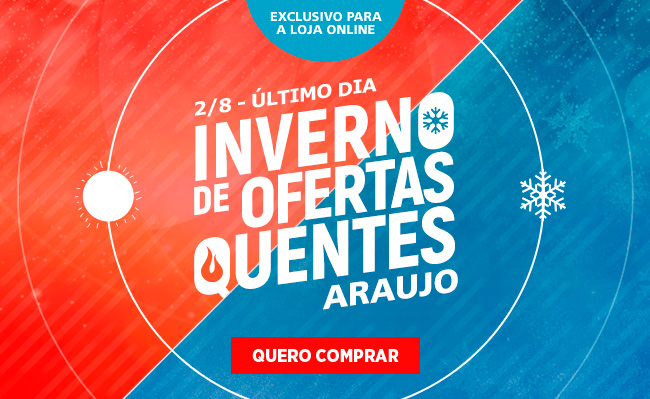 EXCLUSIVO PARA
A LOJA ONLINE
2/8 - ÚLTIMO DIA
INVERNO
DE OFERTAS
QUENTES
ARAUJO
QUERO COMPRAR